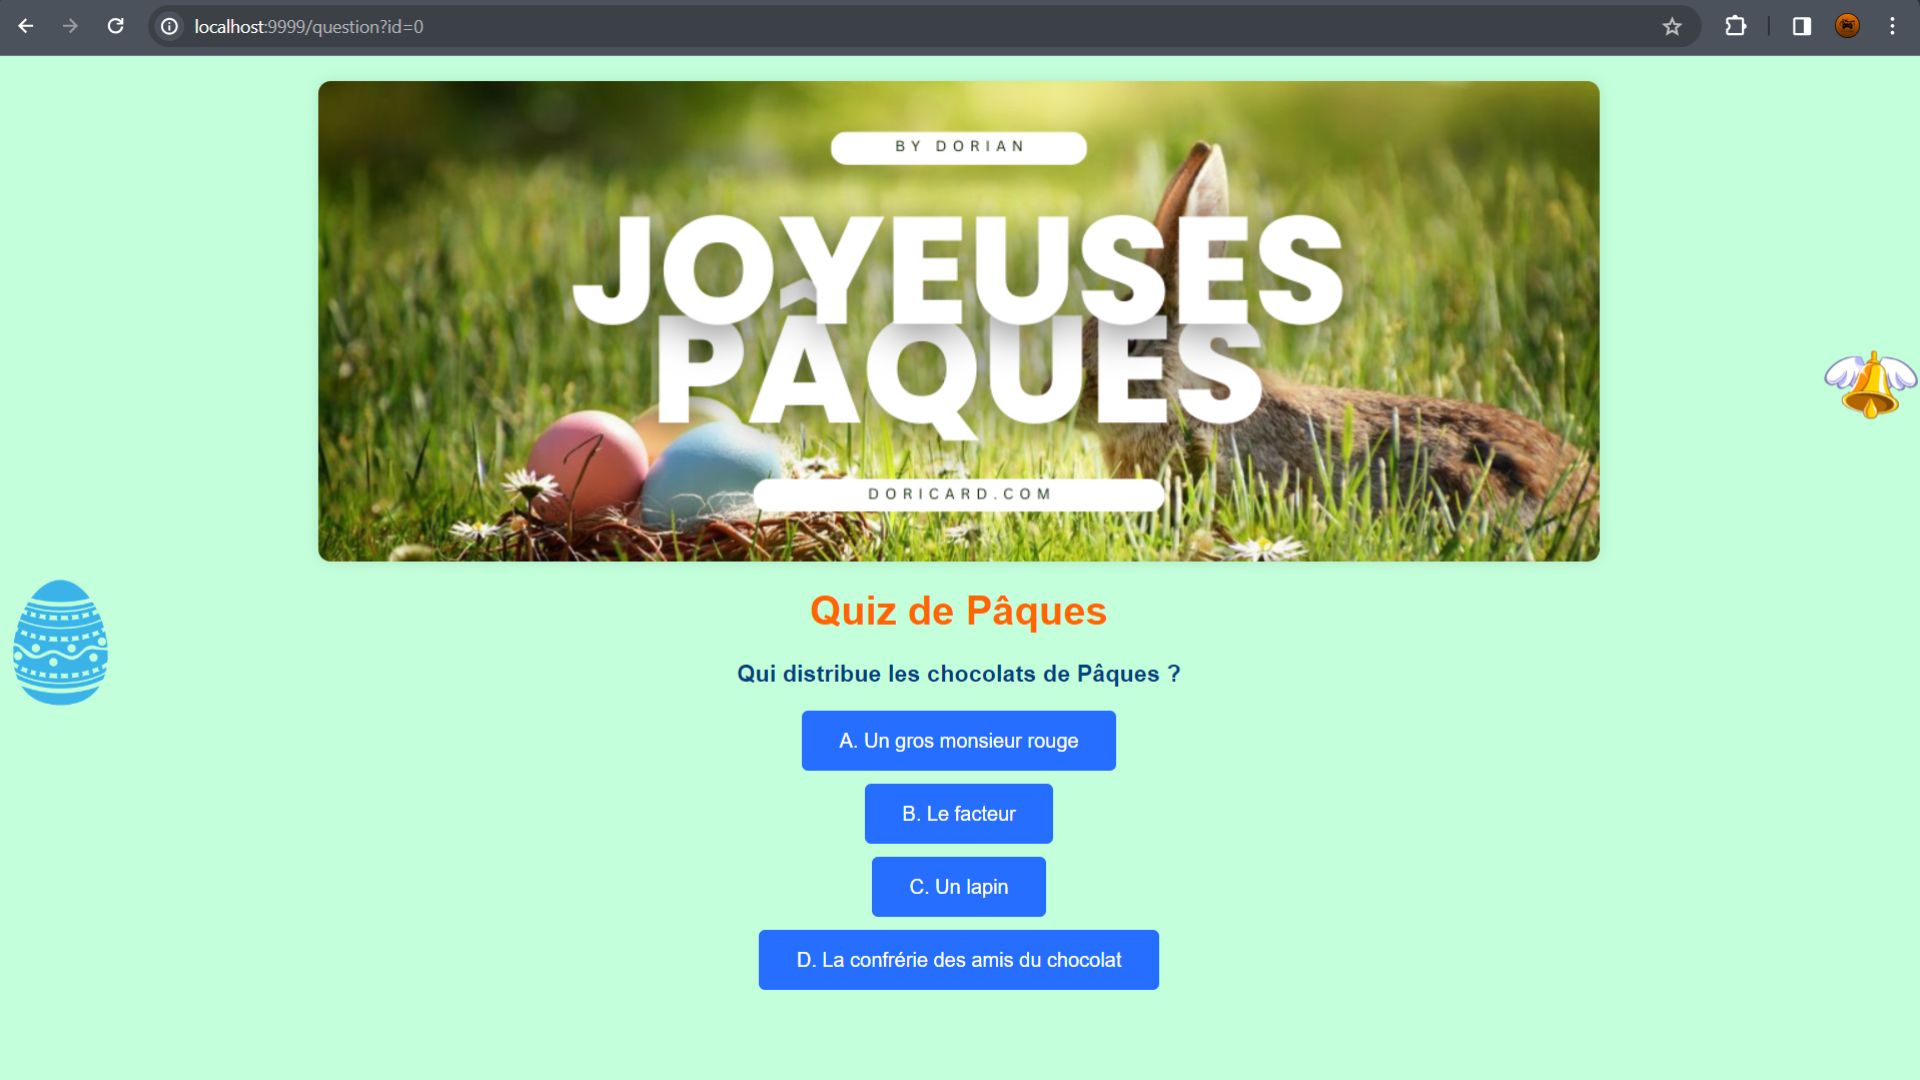 localhost:9999/question?id=0
BY DORIAN
JOYEUSES
PÂQUES
DORICARD.COM
Quiz de Pâques
Qui distribue les chocolats de Pâques ?
A. Un gros monsieur rouge
B. Le facteur
C. Un lapin
D. La confrérie des amis du chocolat